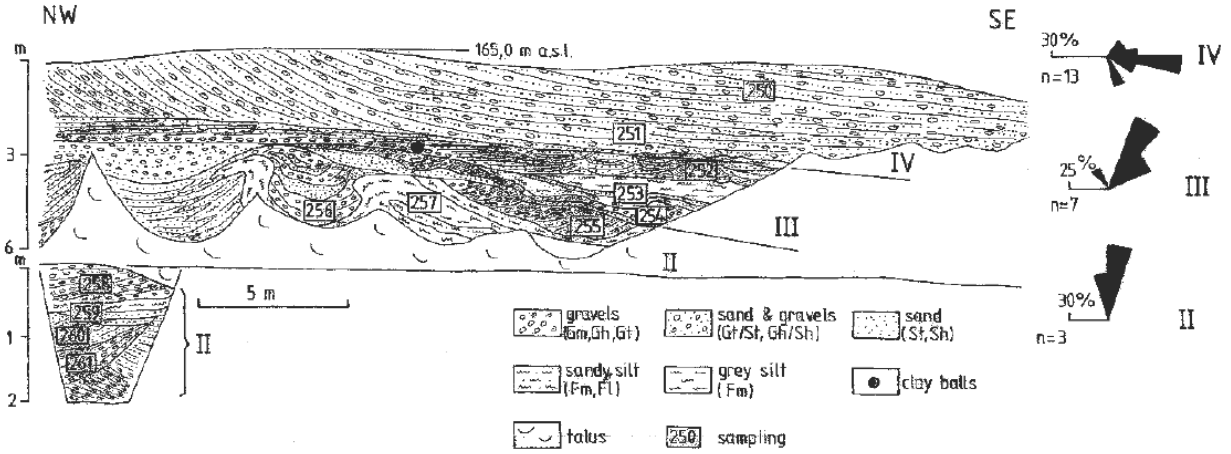 NW
SE
m
165,0 m a.s.l.
30%
n=13
IV
250
251
3
252
IV
25%
n=7
III
253
256
257
254
255
III
6
m
II
258
5 m
259
1
260
II
261
2
30%
n=3
II
gravels
(Gm,Gh,Gt)
sand & gravels
(Gt/St, Gh/Sh)
sand
(St,Sh)
sandy silt
(Fm,Fl)
grey silt
(Fm)
clay balls
talus
250 sampling